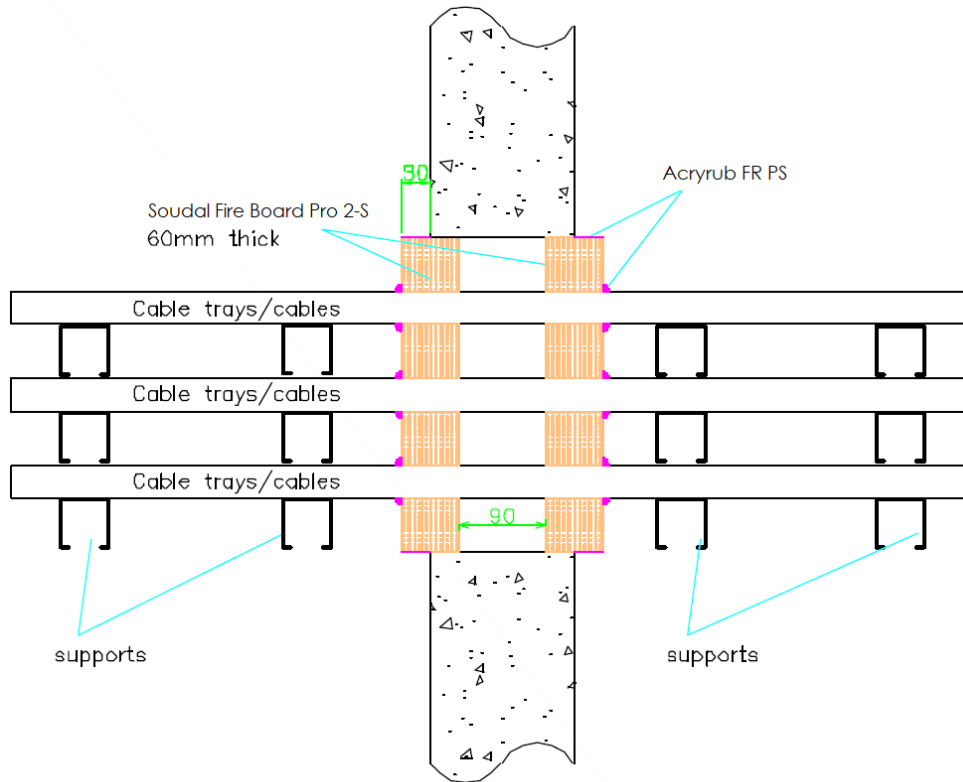 30
Acryrub FR PS
Soudal Fire Board Pro 2-S
60mm thick
Cable trays/cables
Cable trays/cables
Cable trays/cables
90
supports
supports